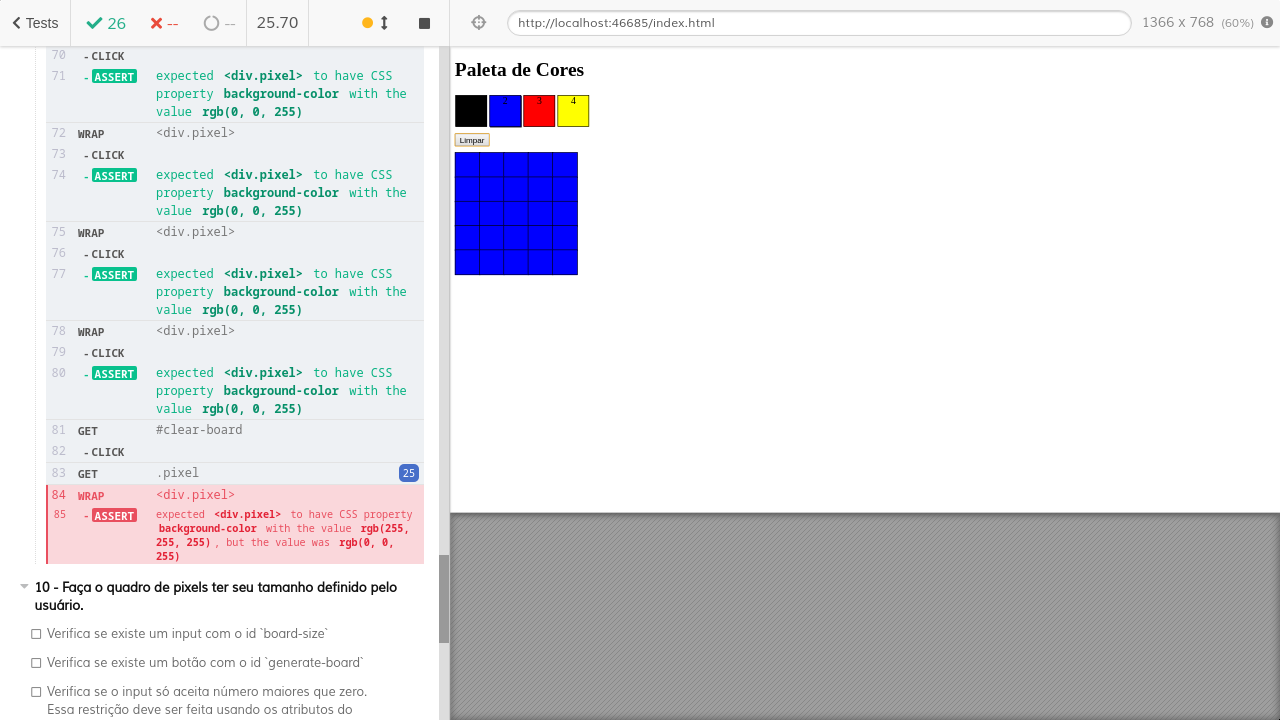 Tests
26
--
--
25.70
http://localhost:46685/index.html
1366 x 768 (60%)
70 - CLICK
71 - ASSERT expected <div.pixel> to have CSS
property background-color with the
value rgb(0, 0, 255)
72 WRAP <div.pixel>
73 - CLICK
74 - ASSERT expected <div.pixel> to have CSS
property background-color with the
value rgb(0, 0, 255)
75 WRAP <div.pixel>
76 - CLICK
77 - ASSERT expected <div.pixel> to have CSS
property background-color with the
value rgb(0, 0, 255)
78 WRAP <div.pixel>
79 - CLICK
80 - ASSERT expected <div.pixel> to have CSS
property background-color with the
value rgb(0, 0, 255)
81 GET #clear-board
82 - CLICK
83 GET .pixel 25
84 WRAP <div.pixel>
85 - ASSERT expected <div.pixel> to have CSS property
background-color with the value rgb(255,
255, 255) , but the value was rgb(0, 0,
255)
10 - Faça o quadro de pixels ter seu tamanho definido pelo
usuário.
Verifica se existe um input com o id `board-size`
Verifica se existe um botão com o id `generate-board`
Verifica se o input só aceita número maiores que zero.
Essa restrição deve ser feita usando os atributos do
Paleta de Cores
2
3
4
Limpar